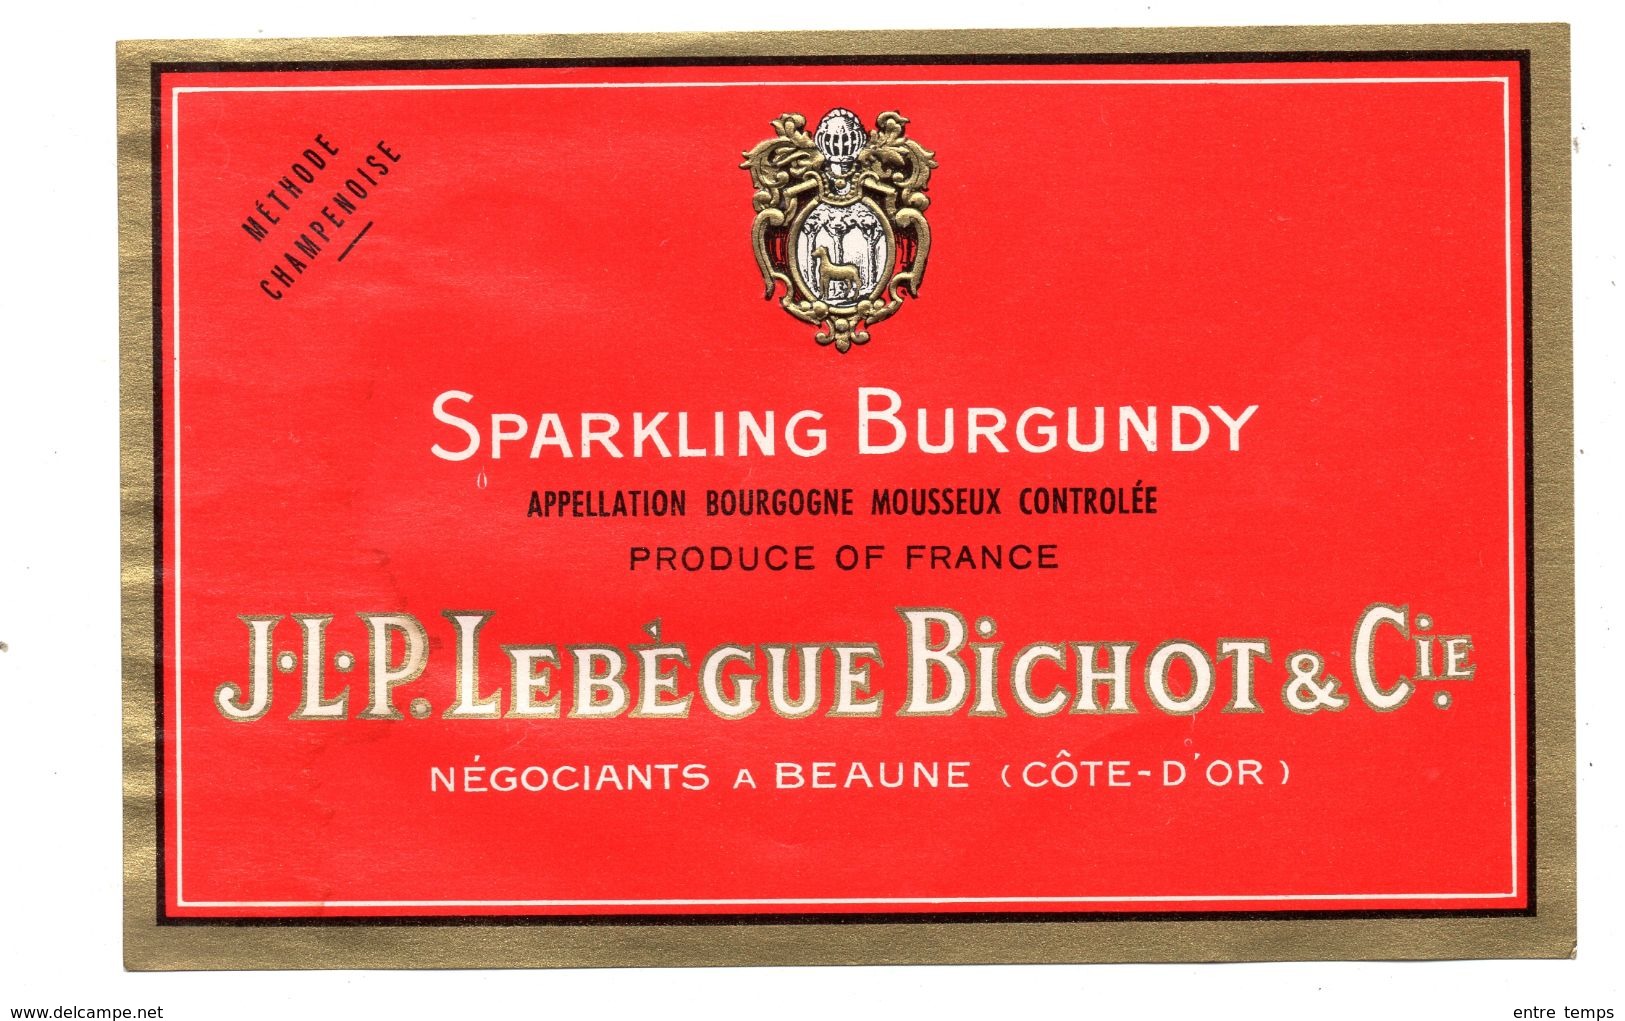 MÉTHODE
CHAMPENOISE
SPARKLING BURGUNDY
APPELLATION BOURGOGNE MOUSSEUX CONTROLÉE
PRODUCE OF FRANCE
J.L.P. LEBÈGUE BICHOT & CIE.
NÉGOCIANTS A BEAUNE (CÔTE-D'OR)
www.delcampe.net
entre temps